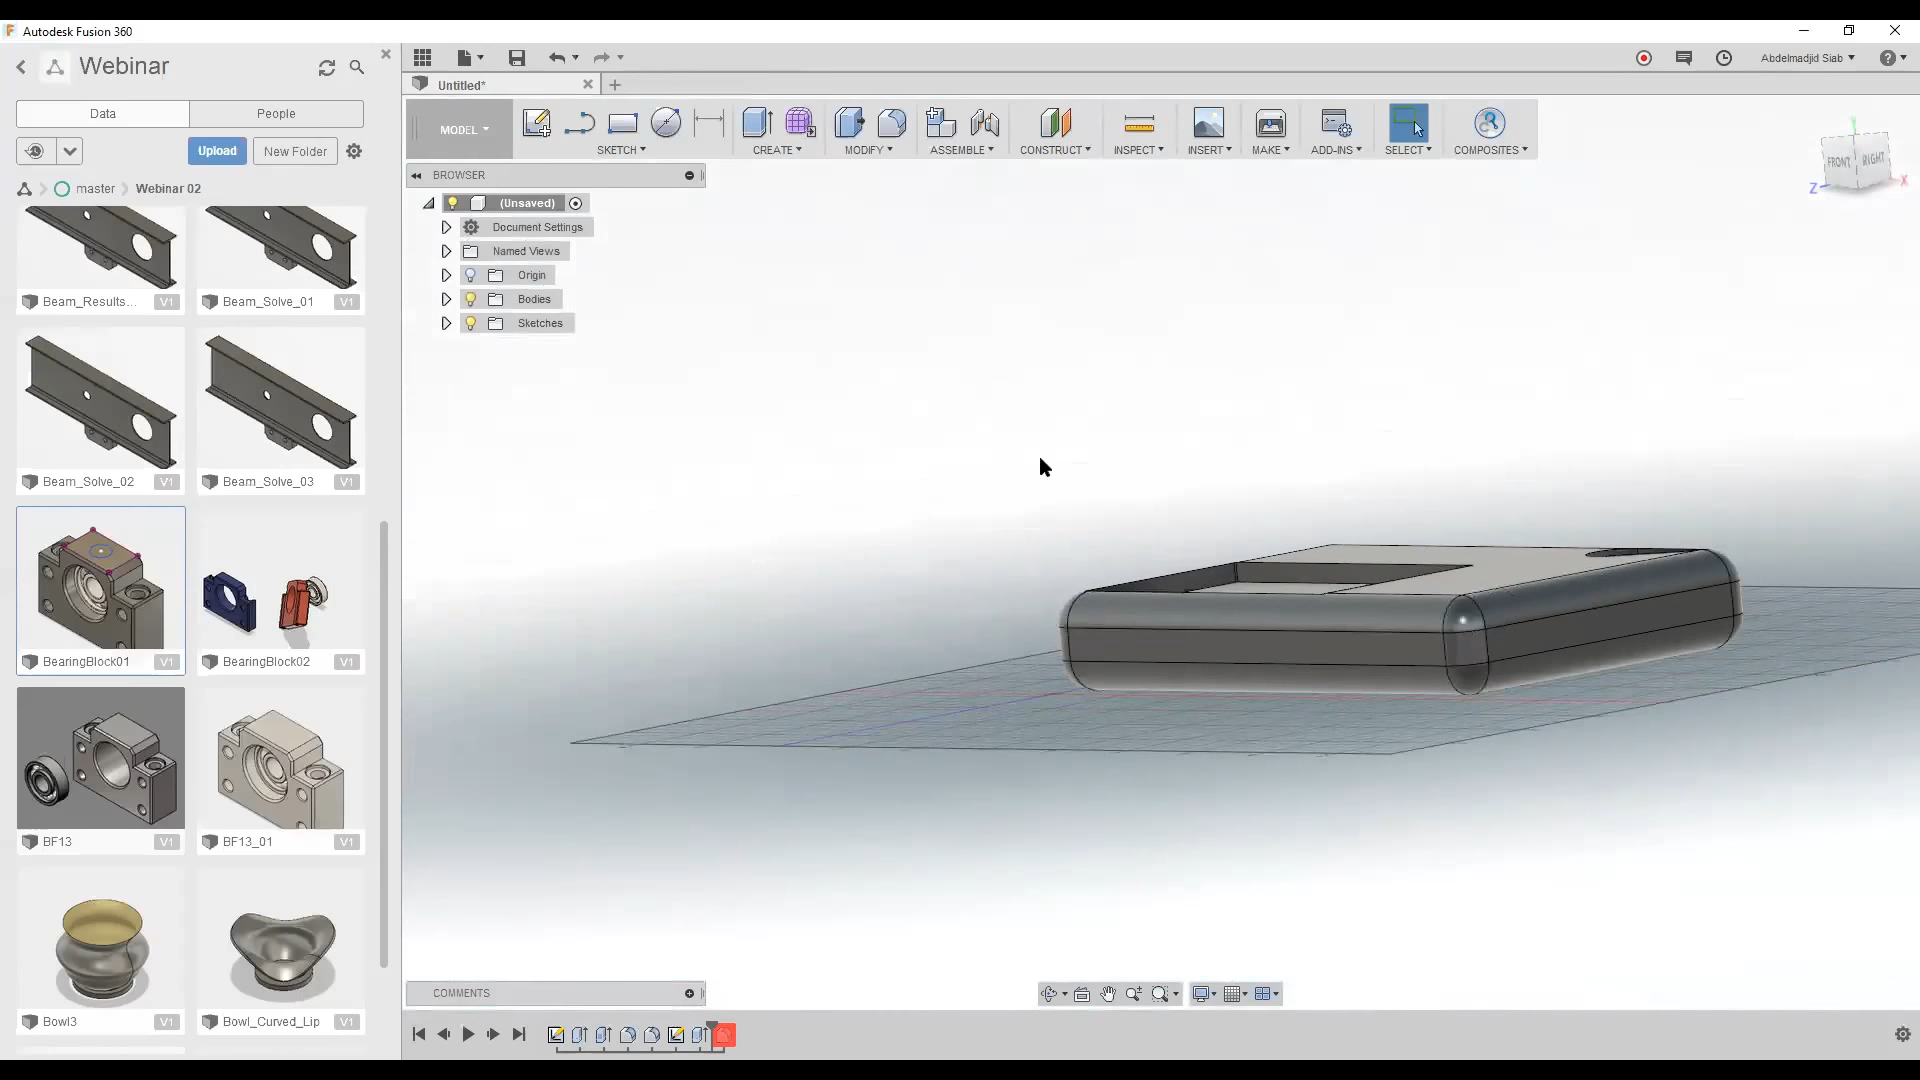 Autodesk Fusion 360
Webinar
Data
People
Upload
New Folder
master
Webinar 02
Beam_Results...
V1
Beam_Solve_01
V1
Beam_Solve_02
V1
Beam_Solve_03
V1
BearingBlock01
V1
BearingBlock02
V1
BF13
V1
BF13_01
V1
Bowl3
V1
Bowl_Curved_Lip
V1
Abdelmadjid Siab
Untitled*
MODEL
SKETCH
CREATE
MODIFY
ASSEMBLE
CONSTRUCT
INSPECT
INSERT
MAKE
ADD-INS
SELECT
COMPOSITES
BROWSER
(Unsaved)
Document Settings
Named Views
Origin
Bodies
Sketches
FRONT
RIGHT
Z
X
COMMENTS